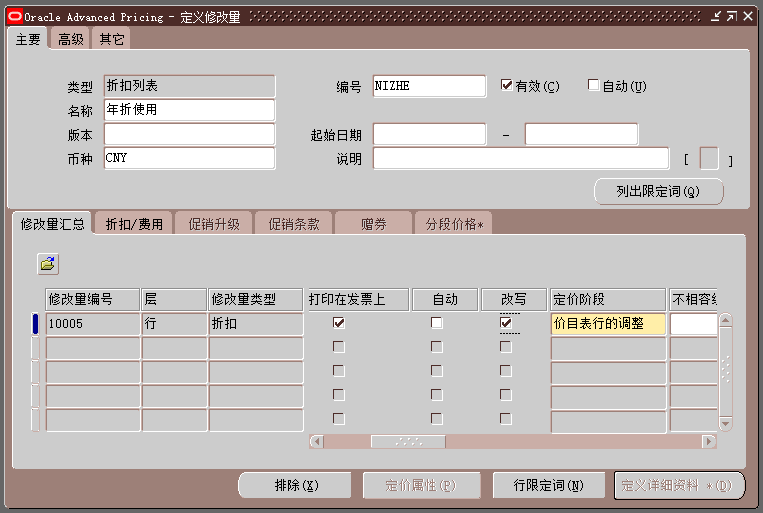 Oracle Advanced Pricing - 定义修改量
主要 高级 其它
类型 折扣列表 编号 NIZHE 有效(C) 自动(U)
名称 年折使用
版本 起始日期 -
币种 CNY 说明 [ ]
列出限定词(Q)
修改量汇总 折扣/费用 促销升级 促销条款 赠券 分段价格*
修改量编号 层 修改量类型 打印在发票上 自动 改写 定价阶段 不相容
10005 行 折扣 价目表行的调整
排除(X) 定价属性(P) 行限定词(N) 定义详细资料 *(D)